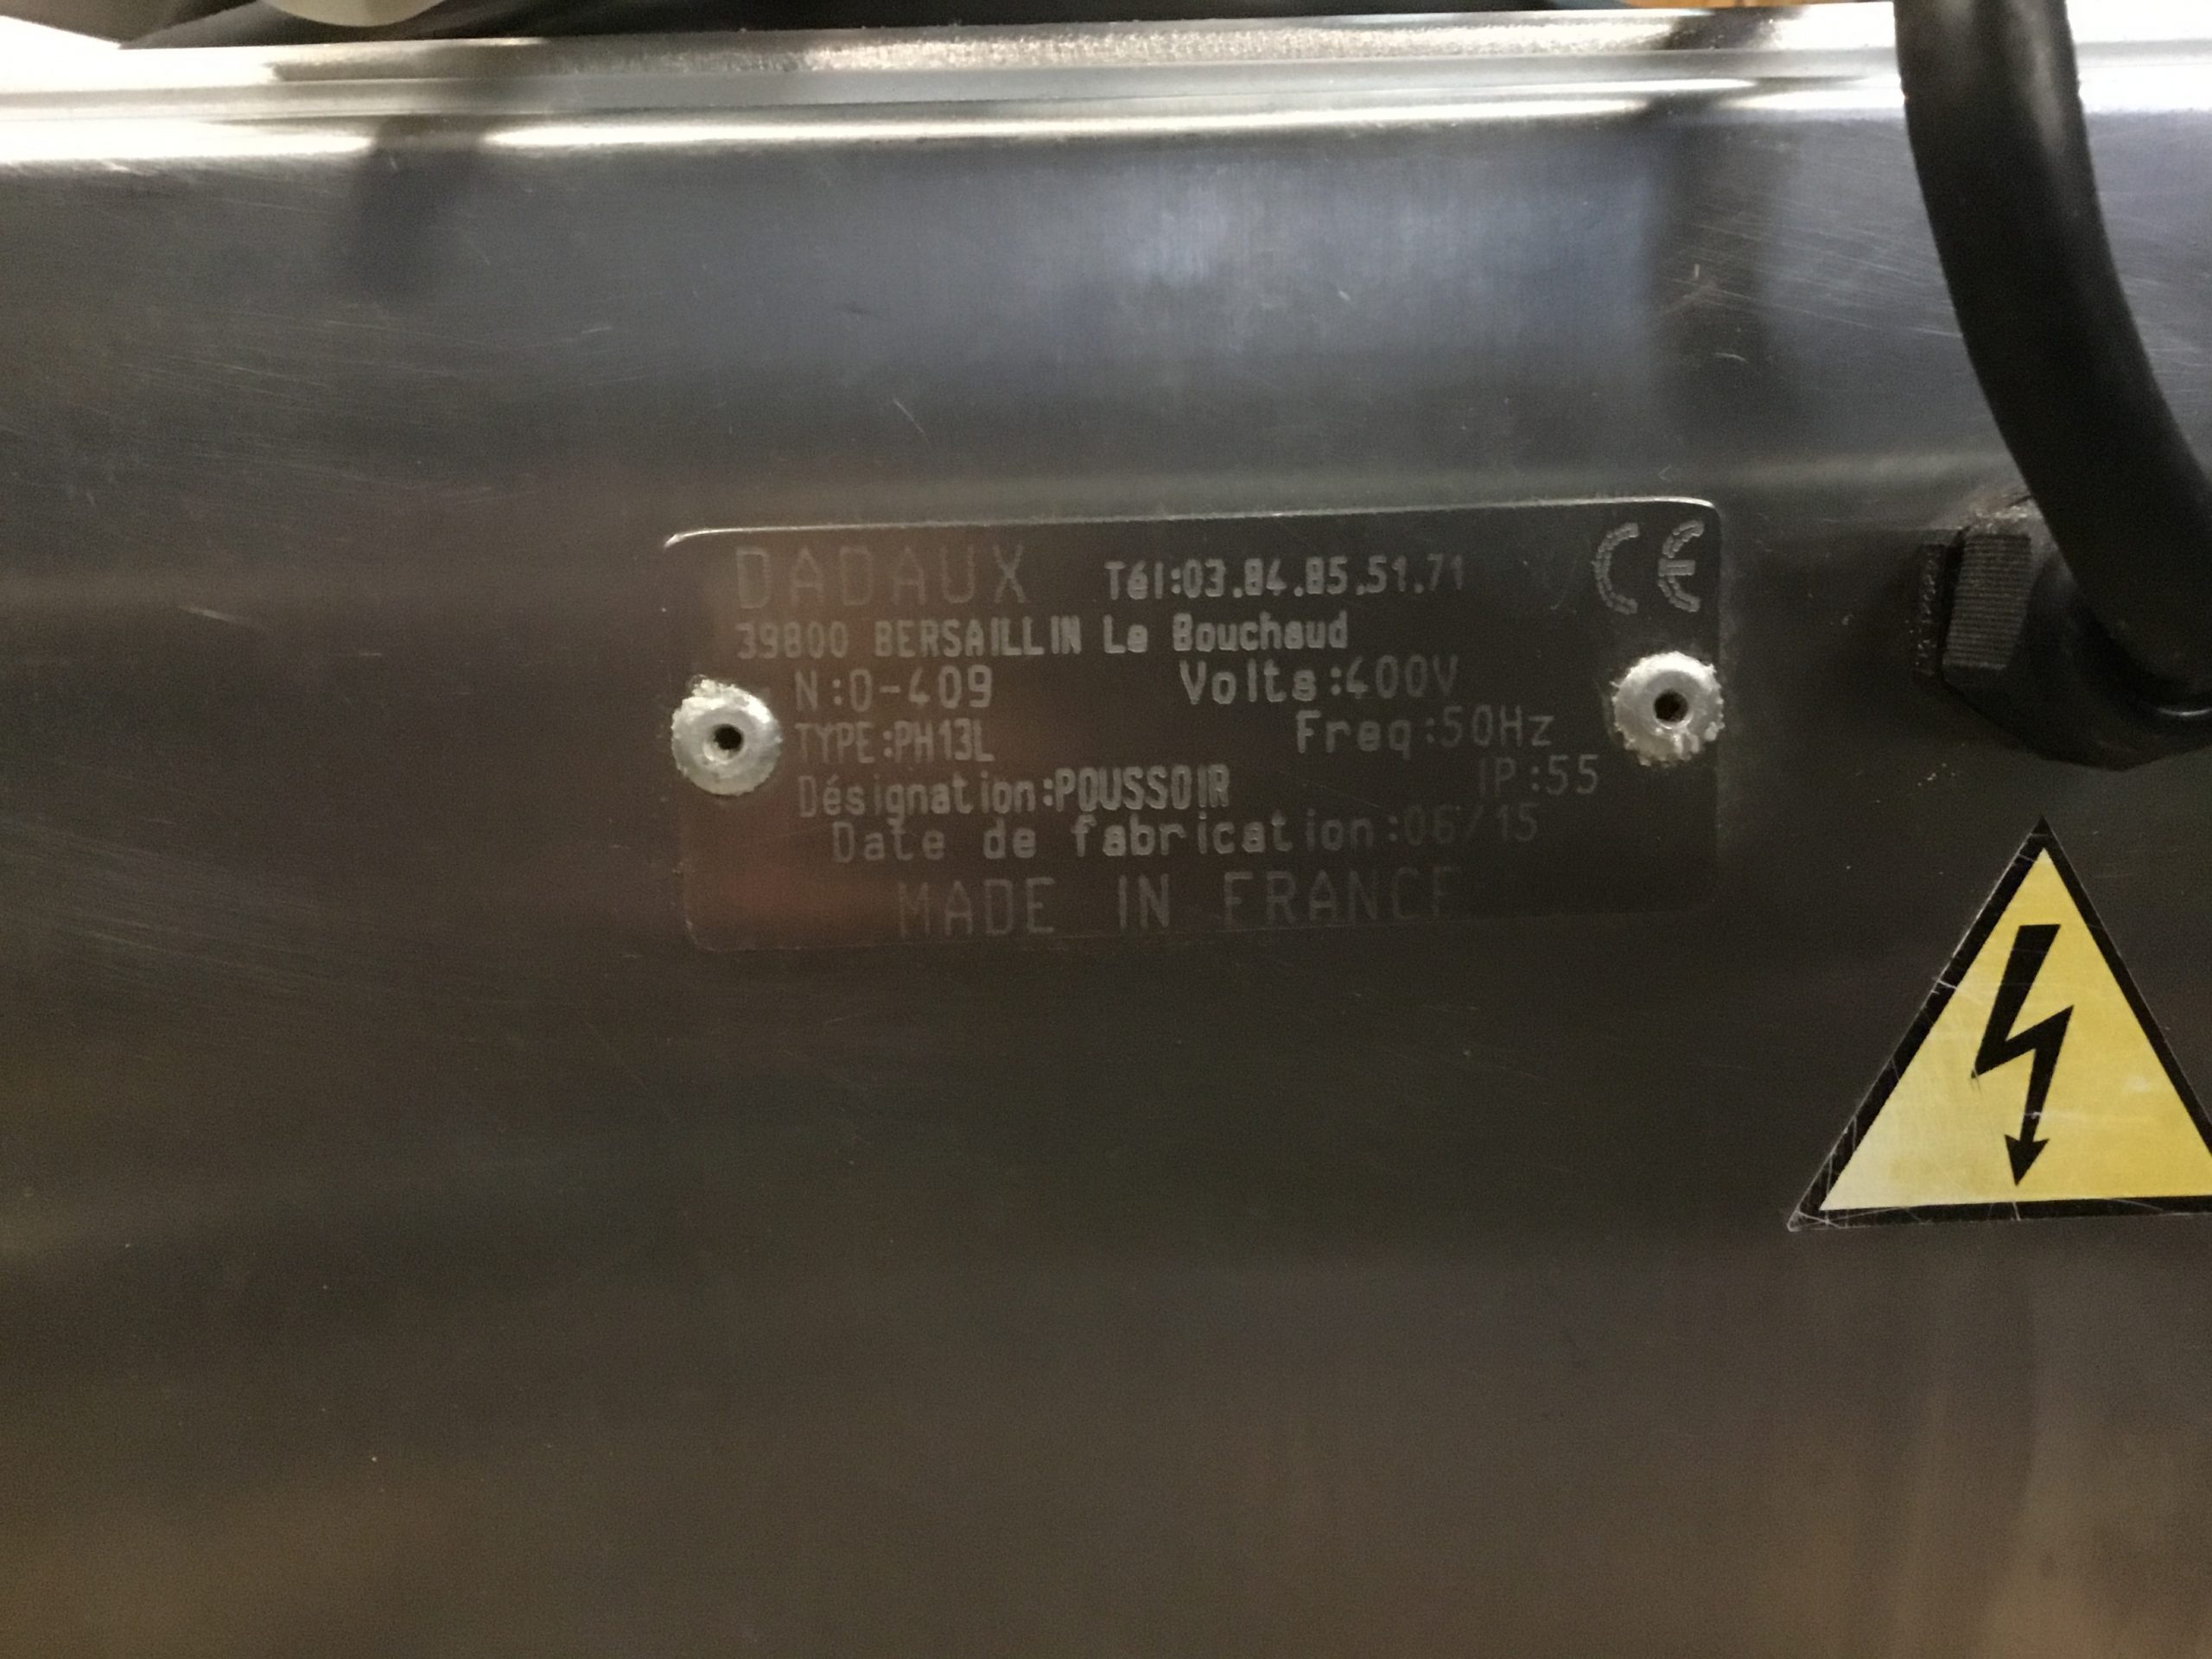 DADAUX Tél:03.84.85.51.71 CE
39800 BERSAILLIN Le Bouchaud
N:0-409 Volts:400V
TYPE:PH13L Freq:50Hz
Désignation:POUSSOIR IP:55
Date de fabrication:06/15
MADE IN FRANCE